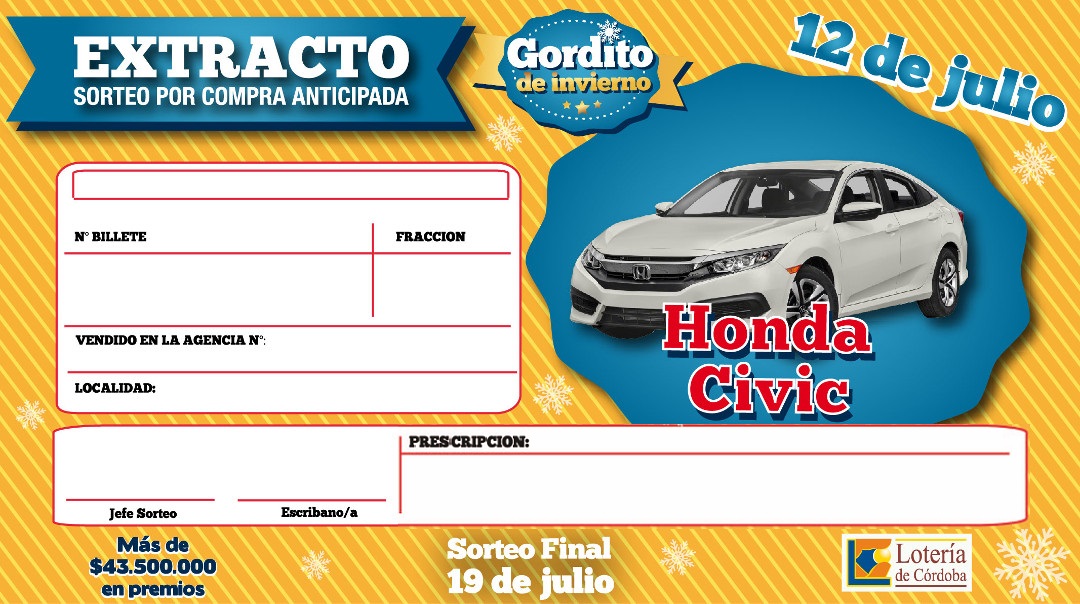 EXTRACTO
SORTEO POR COMPRA ANTICIPADA
Gordito
de invierno
12 de julio
N° BILLETE
FRACCION
VENDIDO EN LA AGENCIA N°:
LOCALIDAD:
Honda
Civic
PRESCRIPCION:
Jefe Sorteo
Escribano/a
Más de
$43.500.000
en premios
Sorteo Final
19 de julio
Lotería
de Córdoba